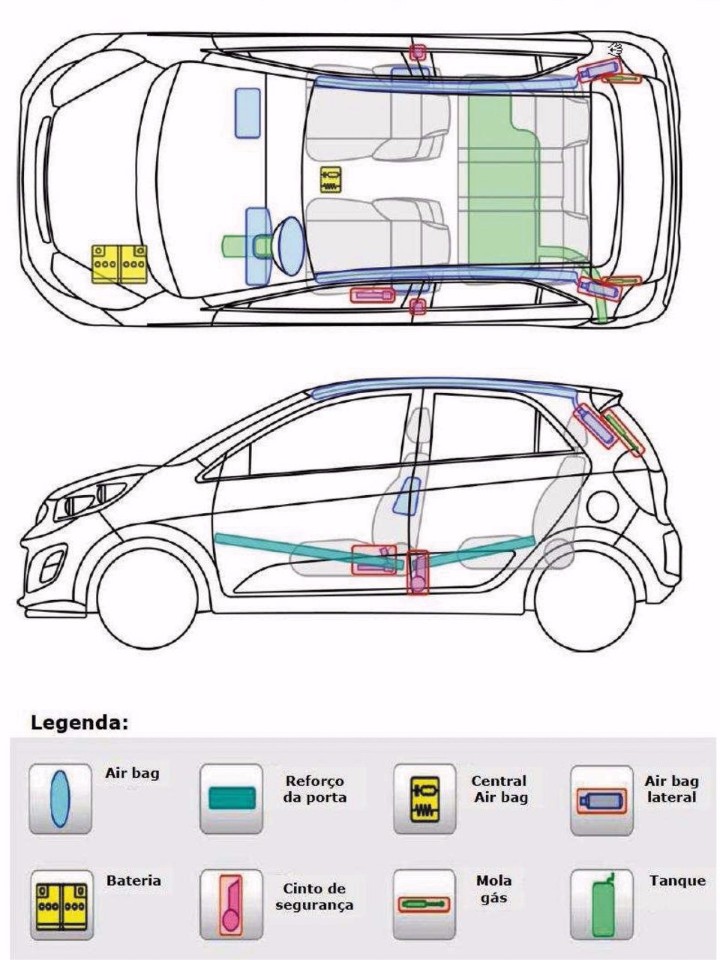 Legenda:
Air bag
Reforço
da porta
Central
Air bag
Air bag
lateral
Bateria
Cinto de
segurança
Mola
gás
Tanque